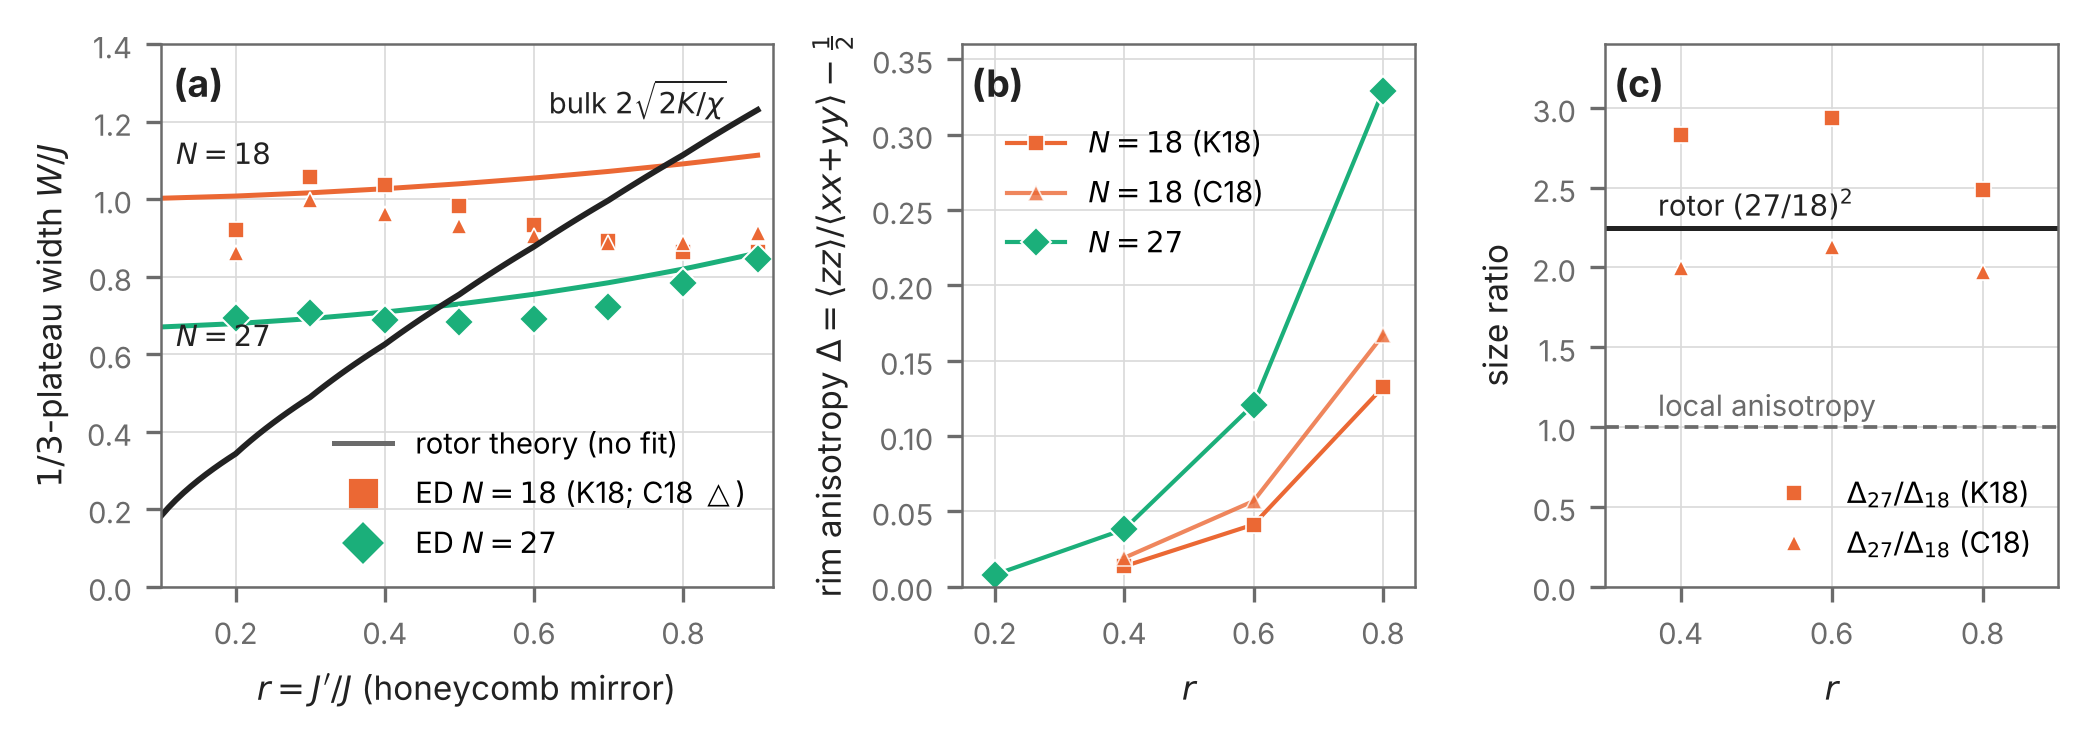 (a)
1/3-plateau width W/J
1.4
1.2
1.0
0.8
0.6
0.4
0.2
0.0
N = 18
N = 27
bulk 2√2K/χ
rotor theory (no fit)
ED N = 18 (K18; C18 △)
ED N = 27
0.2 0.4 0.6 0.8
r = J′/J (honeycomb mirror)
(b)
rim anisotropy Δ = ⟨zz⟩/⟨xx+yy⟩ − 1/2
0.35
0.30
0.25
0.20
0.15
0.10
0.05
0.00
N = 18 (K18)
N = 18 (C18)
N = 27
0.2 0.4 0.6 0.8
r
(c)
size ratio
3.0
2.5
2.0
1.5
1.0
0.5
0.0
rotor (27/18)²
local anisotropy
Δ₂₇/Δ₁₈ (K18)
Δ₂₇/Δ₁₈ (C18)
0.4 0.6 0.8
r